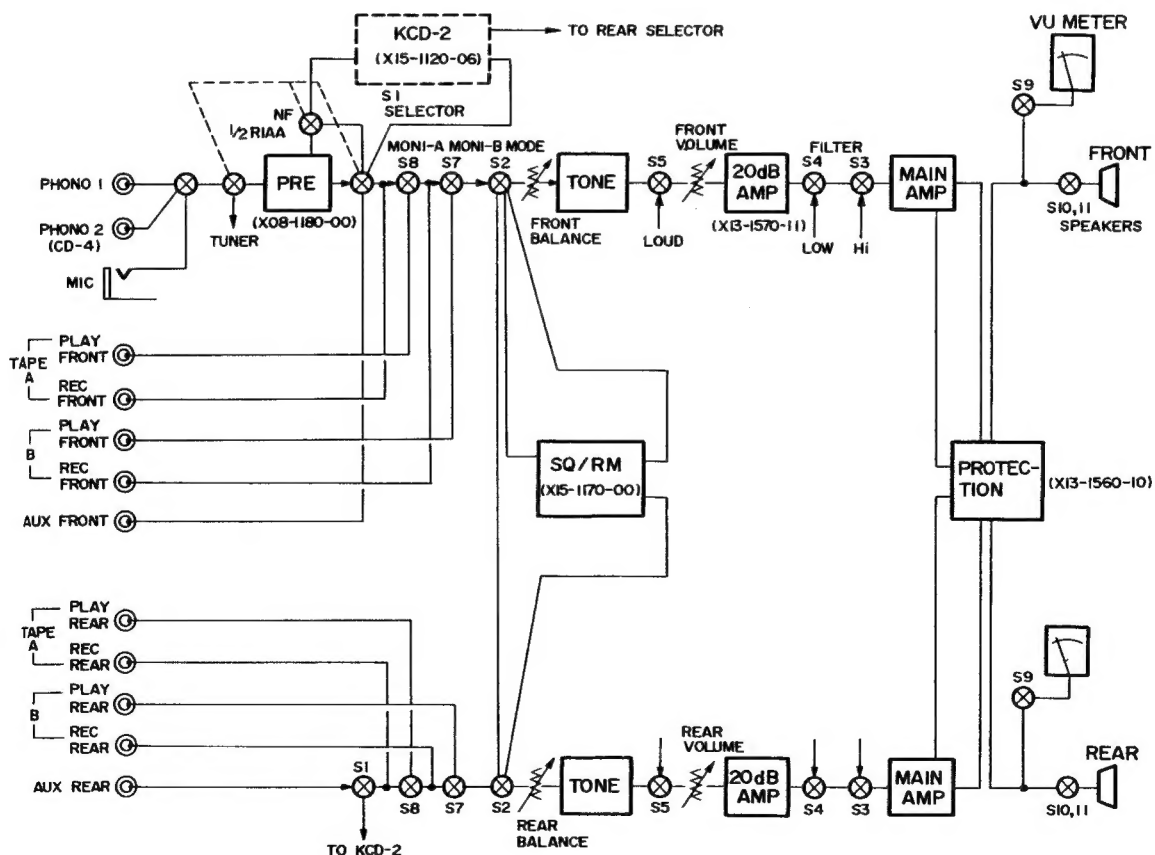 KCD-2
(X15-1120-06)
TO REAR SELECTOR
VU METER
S1
SELECTOR
NF
1/2 RIAA
S9
MONI-A MONI-B MODE
S8 S7 S2
FRONT
VOLUME
FILTER
S5
S4 S3
FRONT
PHONO 1
PRE
(X08-1180-00)
TONE
20dB
AMP
(X13-1570-11)
MAIN
AMP
S10,11
SPEAKERS
PHONO 2
(CD-4)
TUNER
FRONT
BALANCE
LOUD
LOW
Hi
MIC
TAPE
A
PLAY
FRONT
REC
FRONT
B
PLAY
FRONT
REC
FRONT
AUX FRONT
SQ/RM
(X15-1170-00)
PROTEC-
TION
(X13-1560-10)
TAPE
A
PLAY
REAR
REC
REAR
B
PLAY
REAR
REC
REAR
S9
AUX REAR
S1
S8 S7 S2
REAR
VOLUME
TONE
S5
20dB
AMP
S4 S3
MAIN
AMP
REAR
S10,11
REAR
BALANCE
TO KCD-2